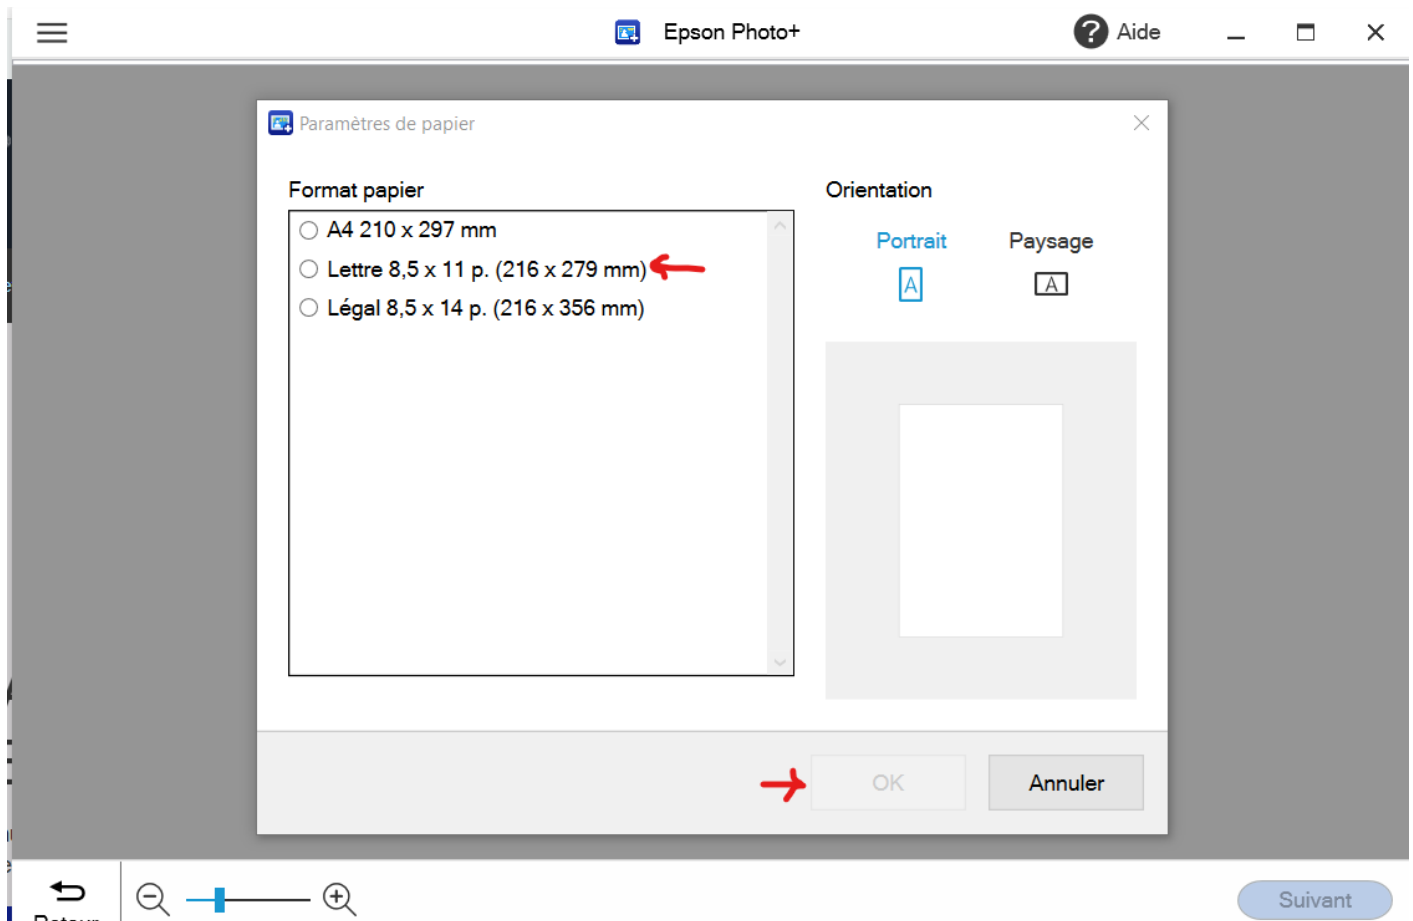 Epson Photo+
Aide
Paramètres de papier
Format papier
A4 210 x 297 mm
Lettre 8,5 x 11 p. (216 x 279 mm)
Légal 8,5 x 14 p. (216 x 356 mm)
Orientation
Portrait
Paysage
A
A
OK
Annuler
Retour
Suivant